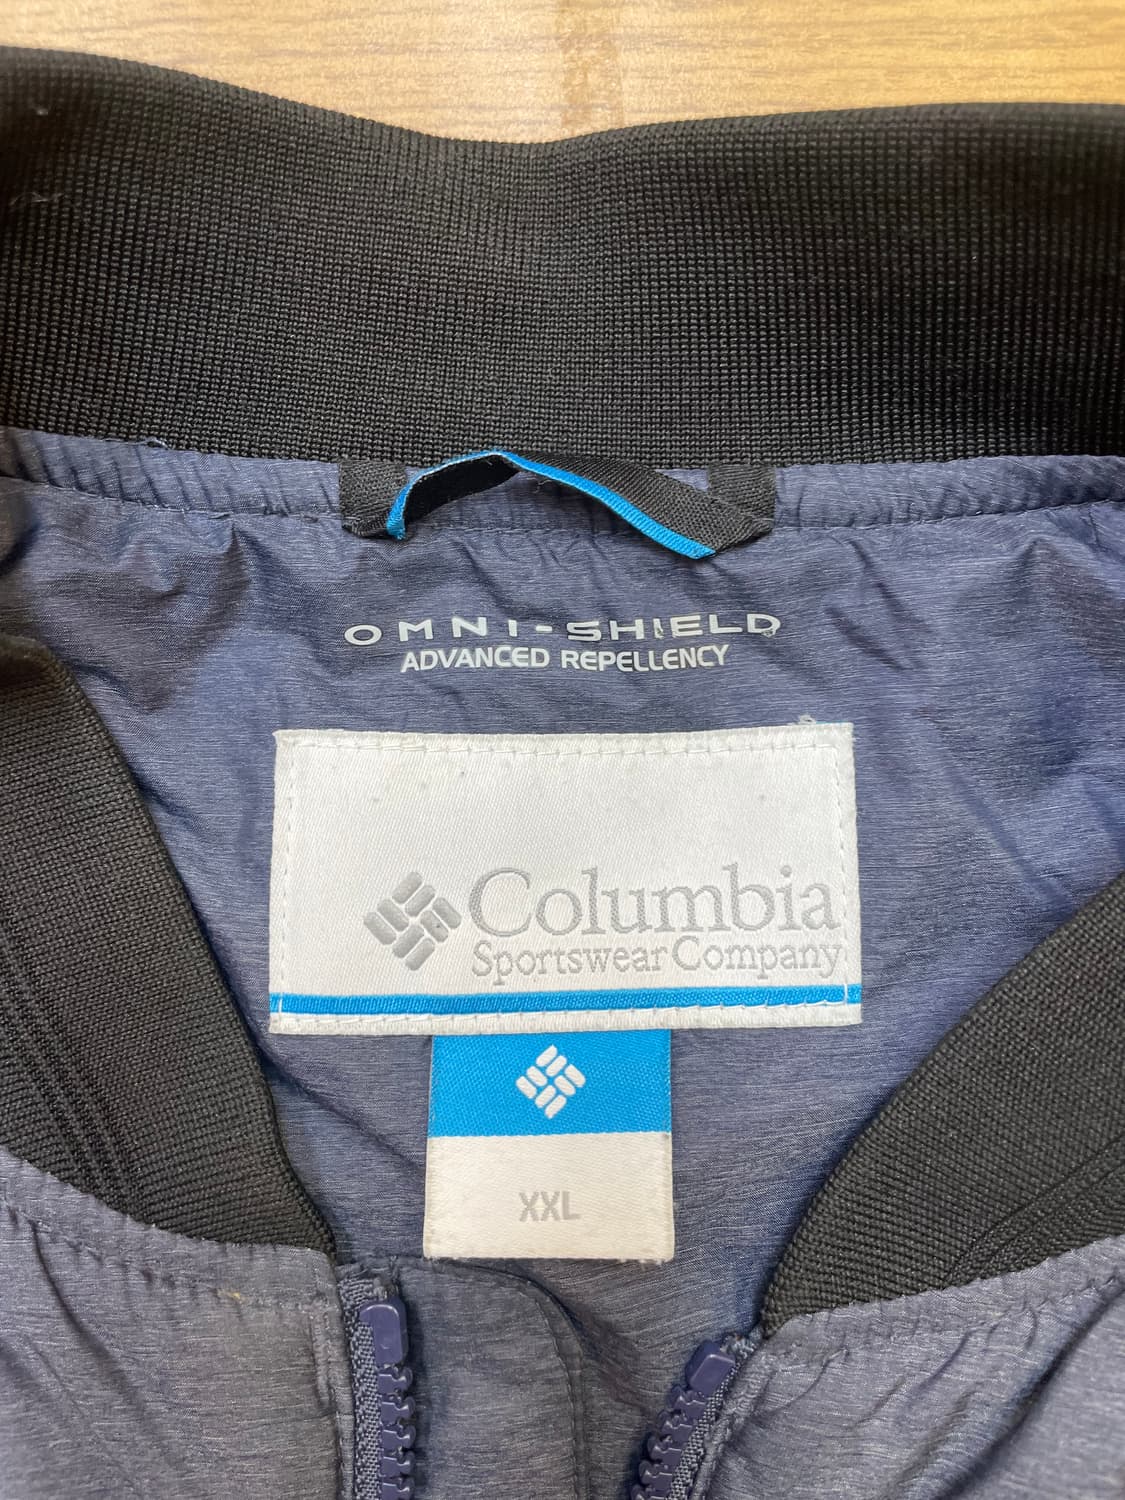 OMNI-SHIELD
ADVANCED REPELLENCY
Columbia
Sportswear Company
XXL